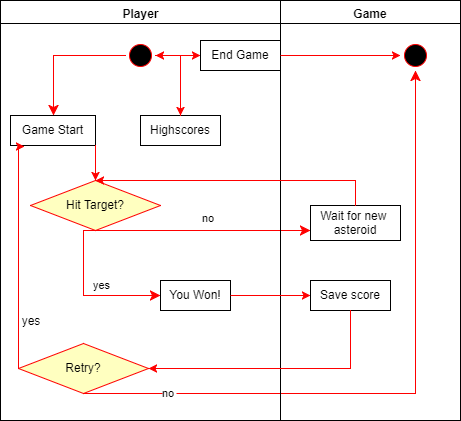 Player
Game
End Game
Game Start
Highscores
Hit Target?
no
Wait for new
asteroid
yes
You Won!
Save score
yes
Retry?
no